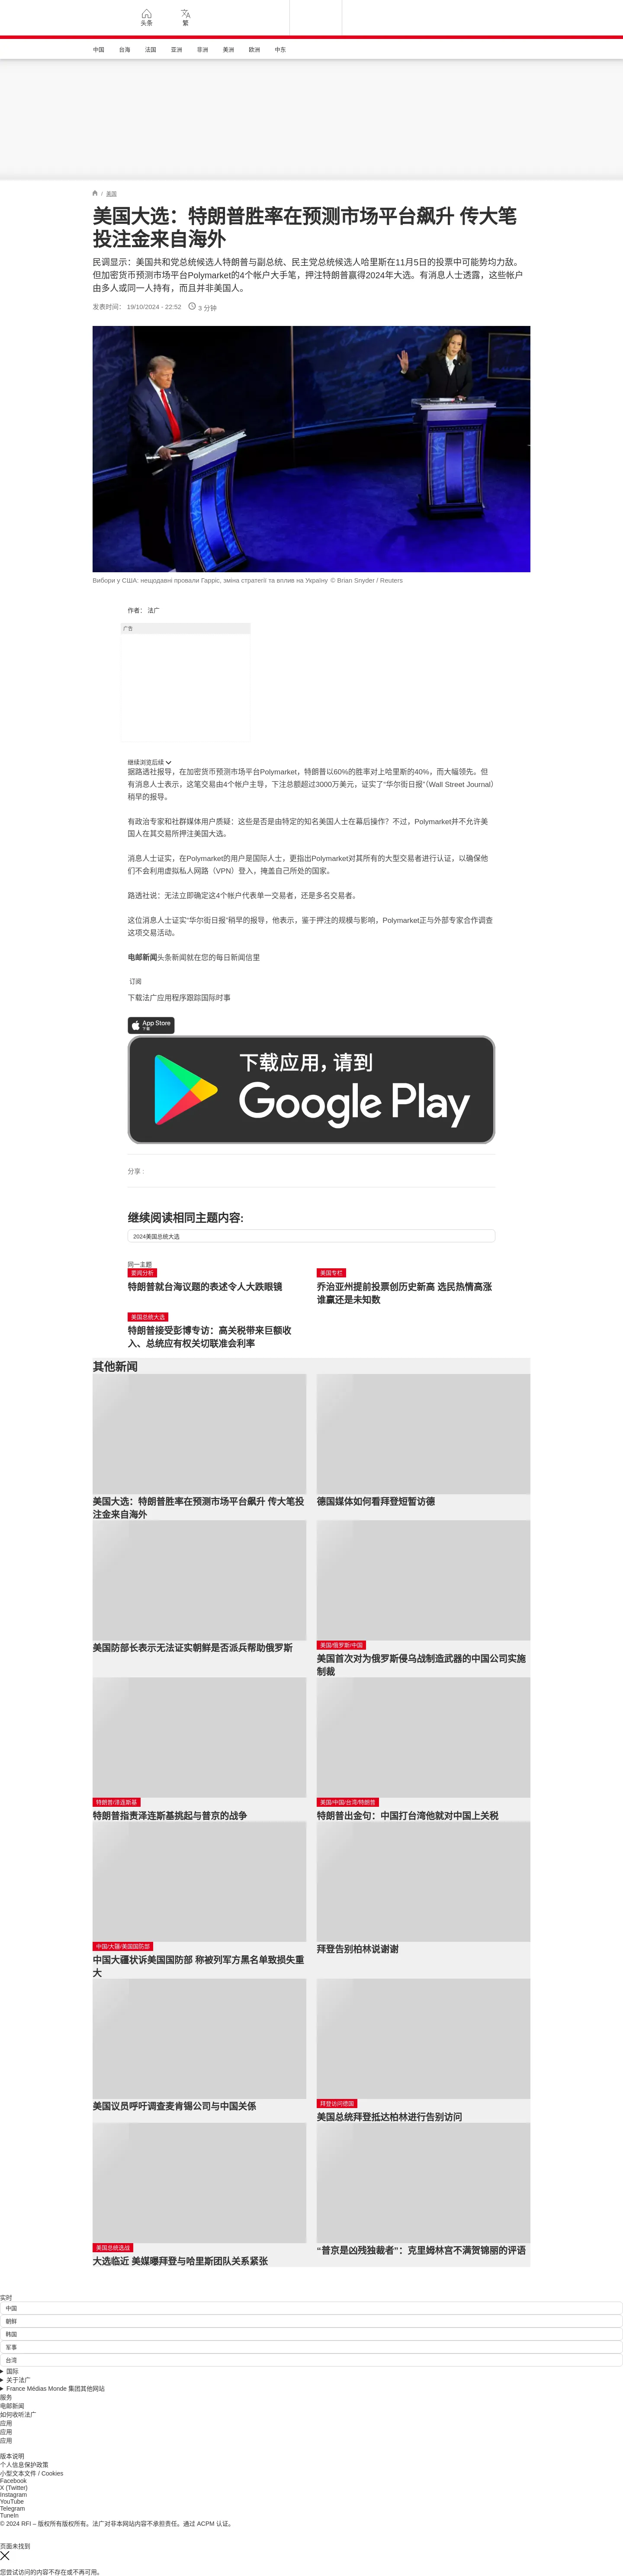 头条
繁
中国
台海
法国
亚洲
非洲
美洲
欧洲
中东
/ 美国
美国大选：特朗普胜率在预测市场平台飙升 传大笔
投注金来自海外
民调显示：美国共和党总统候选人特朗普与副总统、民主党总统候选人哈里斯在11月5日的投票中可能势均力敌。
但加密货币预测市场平台Polymarket的4个帐户大手笔，押注特朗普赢得2024年大选。有消息人士透露，这些帐户
由多人或同一人持有，而且并非美国人。
发表时间： 19/10/2024 - 22:52
3 分钟
Вибори у США: нещодавні провали Гарріс, зміна стратегії та вплив на Україну © Brian Snyder / Reuters
作者： 法广
广告
继续浏览后续
据路透社报导，在加密货币预测市场平台Polymarket，特朗普以60%的胜率对上哈里斯的40%，而大幅领先。但
有消息人士表示，这笔交易由4个帐户主导，下注总额超过3000万美元，证实了“华尔街日报”（Wall Street Journal）
稍早的报导。
有政治专家和社群媒体用户质疑：这些是否是由特定的知名美国人士在幕后操作？不过，Polymarket并不允许美
国人在其交易所押注美国大选。
消息人士证实，在Polymarket的用户是国际人士，更指出Polymarket对其所有的大型交易者进行认证，以确保他
们不会利用虚拟私人网路（VPN）登入，掩盖自己所处的国家。
路透社说：无法立即确定这4个帐户代表单一交易者，还是多名交易者。
这位消息人士证实“华尔街日报”稍早的报导，他表示，鉴于押注的规模与影响，Polymarket正与外部专家合作调查
这项交易活动。
电邮新闻头条新闻就在您的每日新闻信里
订阅
下载法广应用程序跟踪国际时事
App Store
下载
下载应用，请到
Google Play
分享 :
继续阅读相同主题内容:
2024美国总统大选
同一主题
要闻分析
特朗普就台海议题的表述令人大跌眼镜
美国专栏
乔治亚州提前投票创历史新高 选民热情高涨
谁赢还是未知数
美国总统大选
特朗普接受彭博专访：高关税带来巨额收
入、总统应有权关切联准会利率
其他新闻
美国大选：特朗普胜率在预测市场平台飙升 传大笔投
注金来自海外
德国媒体如何看拜登短暂访德
美国防部长表示无法证实朝鲜是否派兵帮助俄罗斯
美国/俄罗斯/中国
美国首次对为俄罗斯侵乌战制造武器的中国公司实施
制裁
特朗普/泽连斯基
特朗普指责泽连斯基挑起与普京的战争
美国/中国/台湾/特朗普
特朗普出金句：中国打台湾他就对中国上关税
中国/大疆/美国国防部
中国大疆状诉美国国防部 称被列军方黑名单致损失重
大
拜登告别柏林说谢谢
美国议员呼吁调查麦肯锡公司与中国关係
拜登访问德国
美国总统拜登抵达柏林进行告别访问
美国总统选战
大选临近 美媒曝拜登与哈里斯团队关系紧张
“普京是凶残独裁者”：克里姆林宫不满贺锦丽的评语
实时
中国
朝鲜
韩国
军事
台湾
国际
关于法广
France Médias Monde 集团其他网站
服务
电邮新闻
如何收听法广
应用
应用
应用
版本说明
个人信息保护政策
小型文本文件 / Cookies
Facebook
X (Twitter)
Instagram
YouTube
Telegram
TuneIn
© 2024 RFI – 版权所有版权所有。法广对非本网站内容不承担责任。通过 ACPM 认证。
页面未找到
您尝试访问的内容不存在或不再可用。